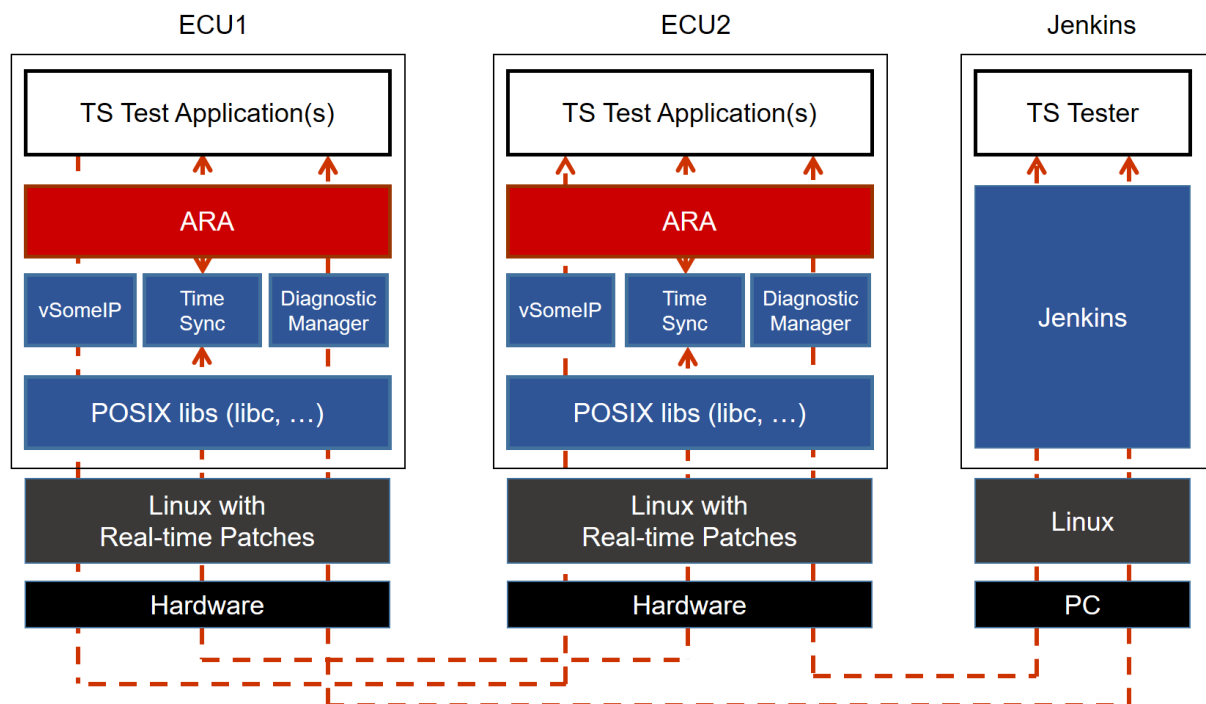 ECU1
TS Test Application(s)
ARA
vSomeIP
Time
Sync
Diagnostic
Manager
POSIX libs (libc, …)
Linux with
Real-time Patches
Hardware
ECU2
TS Test Application(s)
ARA
vSomeIP
Time
Sync
Diagnostic
Manager
POSIX libs (libc, …)
Linux with
Real-time Patches
Hardware
Jenkins
TS Tester
Jenkins
Linux
PC